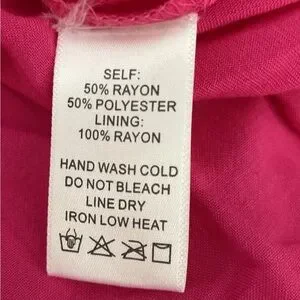 SELF:
50% RAYON
50% POLYESTER
LINING:
100% RAYON
HAND WASH COLD
DO NOT BLEACH
LINE DRY
IRON LOW HEAT